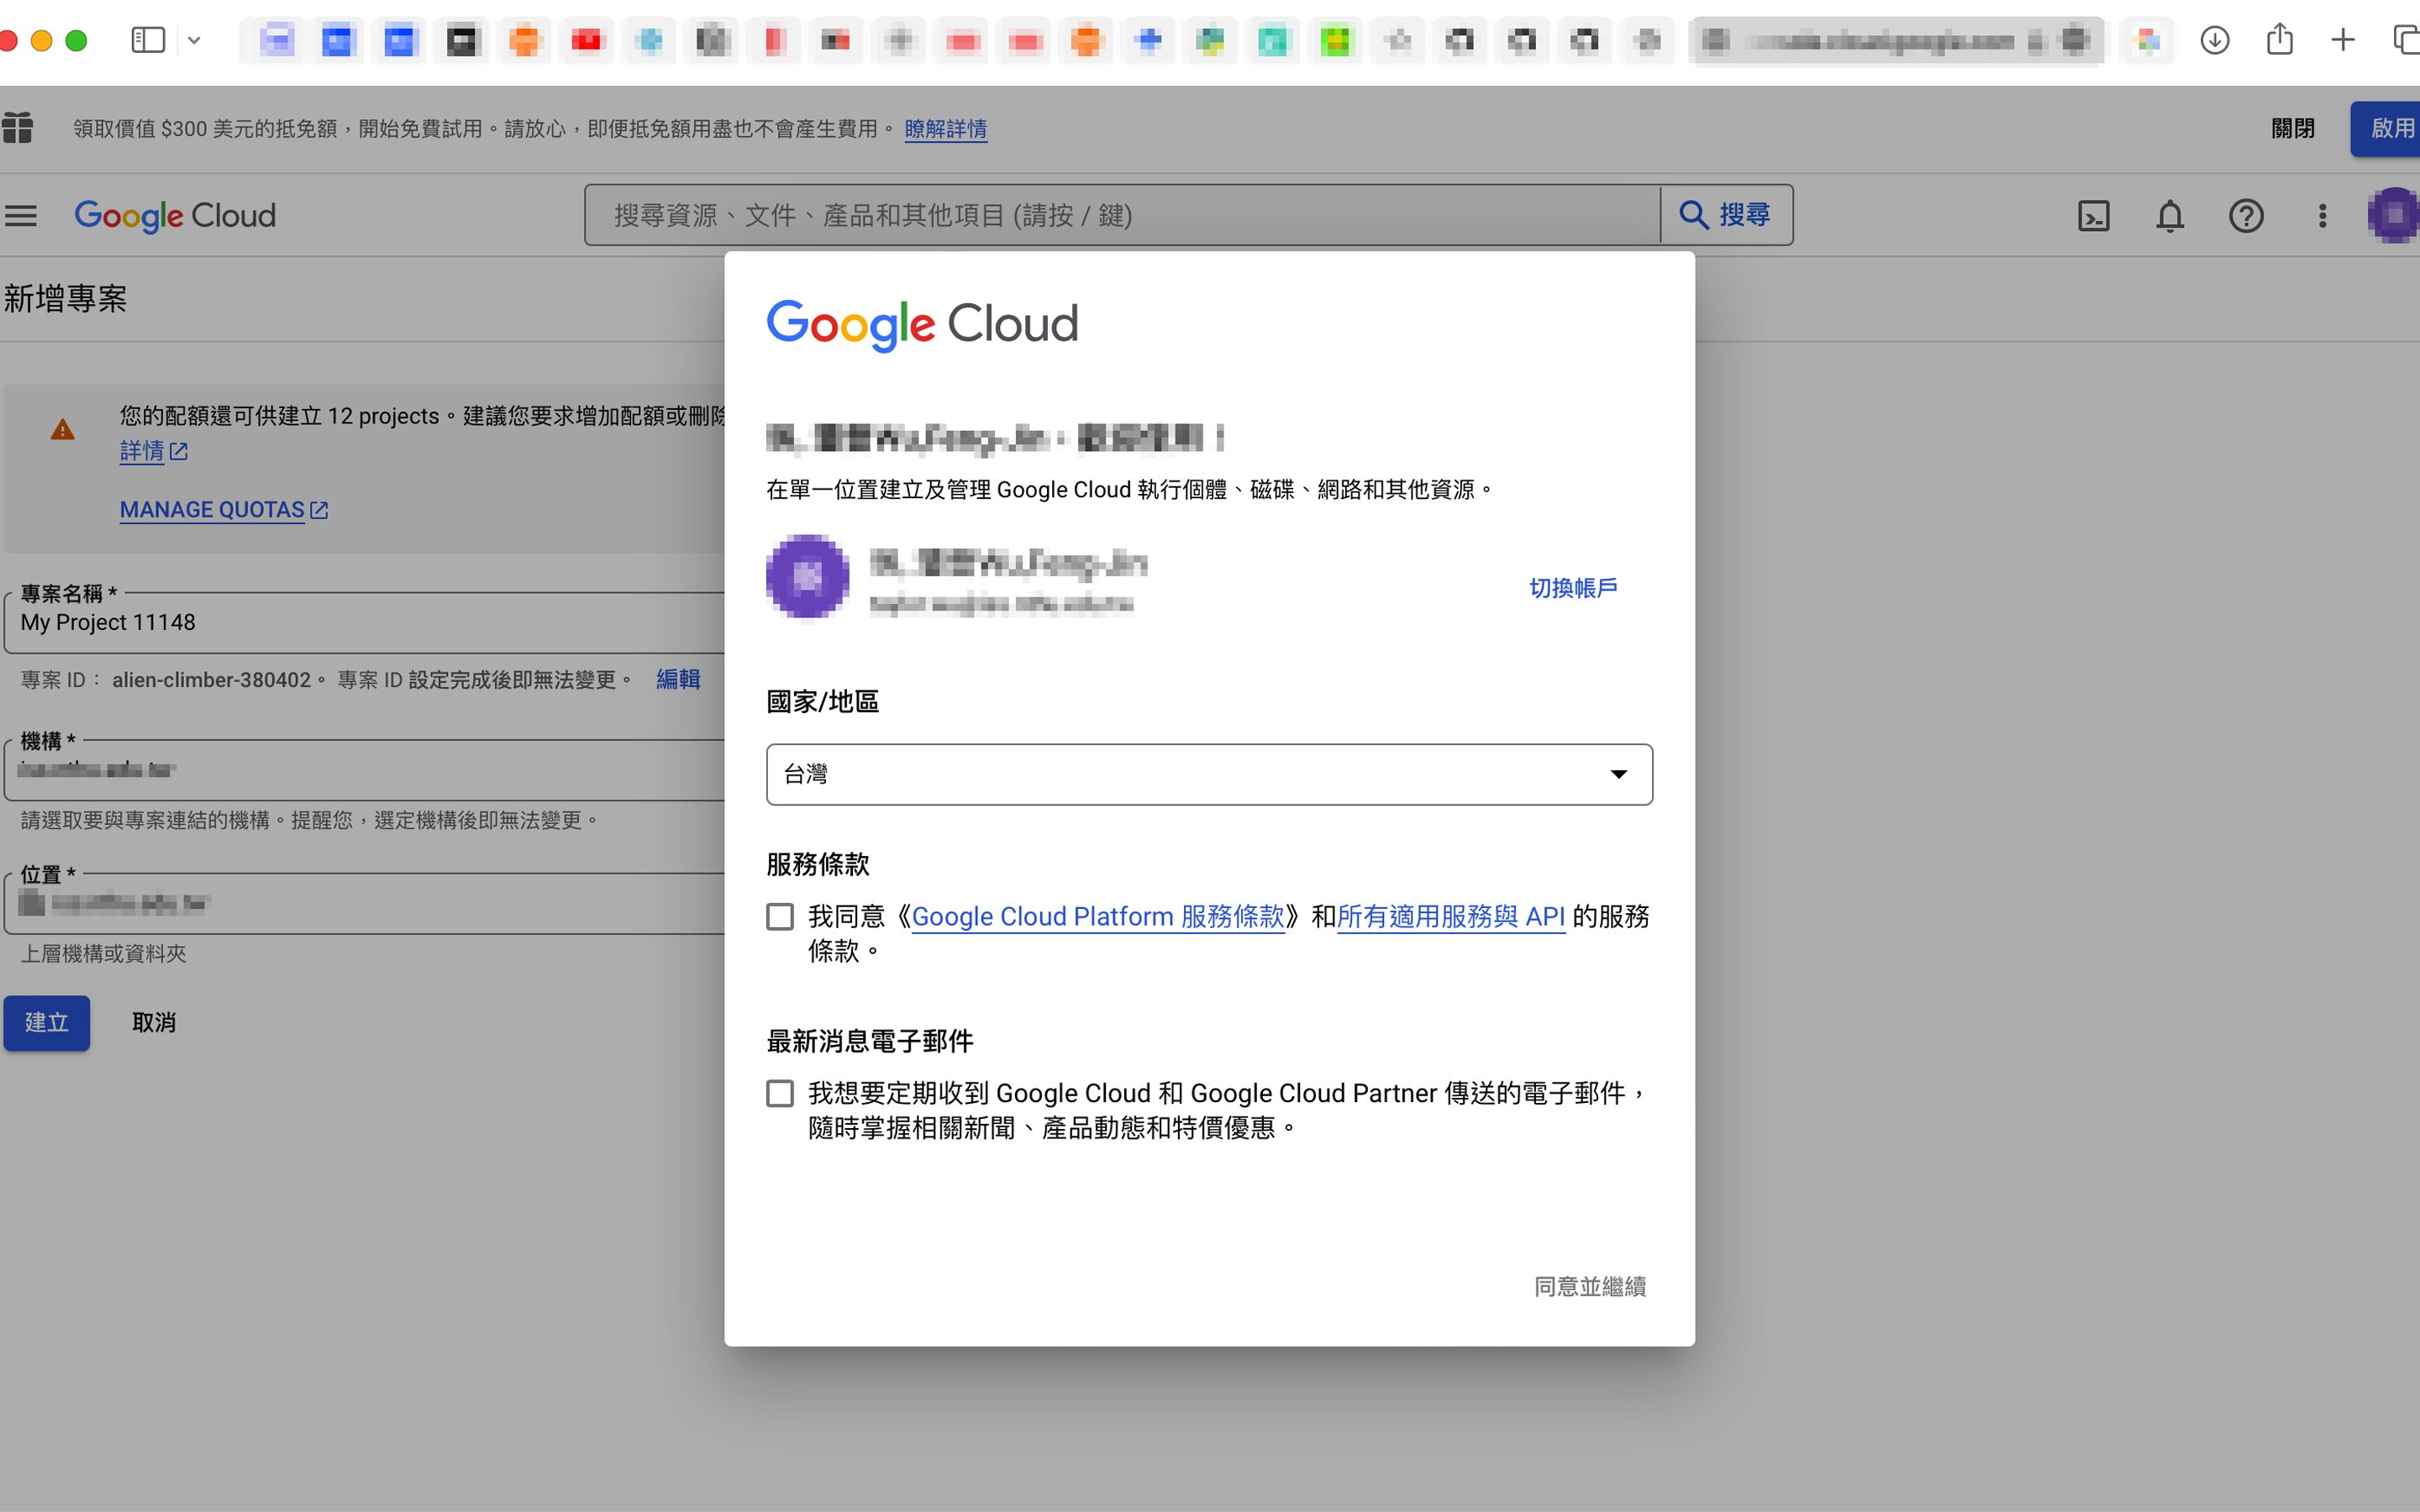 領取價值 $300 美元的抵免額，開始免費試用。請放心，即便抵免額用盡也不會產生費用。 瞭解詳情
關閉
啟用
Google Cloud
搜尋資源、文件、產品和其他項目 (請按 / 鍵)
搜尋
新增專案
您的配額還可供建立 12 projects。建議您要求增加配額或刪除
詳情
MANAGE QUOTAS
專案名稱 *
My Project 11148
專案 ID： alien-climber-380402。 專案 ID 設定完成後即無法變更。 編輯
機構 *
請選取要與專案連結的機構。提醒您，選定機構後即無法變更。
位置 *
上層機構或資料夾
建立
取消
Google Cloud
在單一位置建立及管理 Google Cloud 執行個體、磁碟、網路和其他資源。
切換帳戶
國家/地區
台灣
服務條款
我同意《Google Cloud Platform 服務條款》和所有適用服務與 API 的服務
條款。
最新消息電子郵件
我想要定期收到 Google Cloud 和 Google Cloud Partner 傳送的電子郵件，
隨時掌握相關新聞、產品動態和特價優惠。
同意並繼續